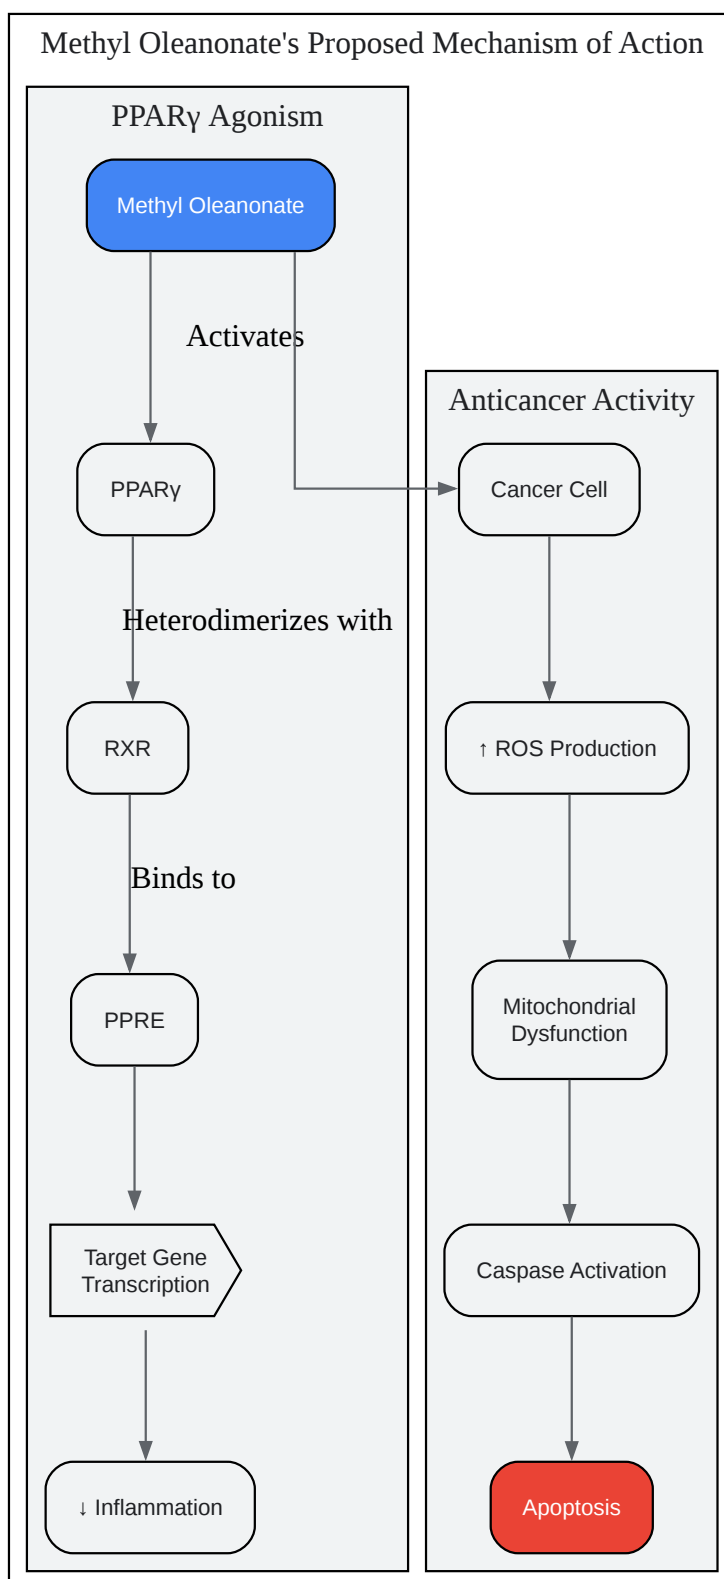 Methyl Oleanonate's Proposed Mechanism of Action
PPARγ Agonism
Methyl Oleanonate
Activates
PPARγ
Heterodimerizes with
RXR
Binds to
PPRE
Target Gene
Transcription
↓ Inflammation
Anticancer Activity
Cancer Cell
↑ ROS Production
Mitochondrial
Dysfunction
Caspase Activation
Apoptosis